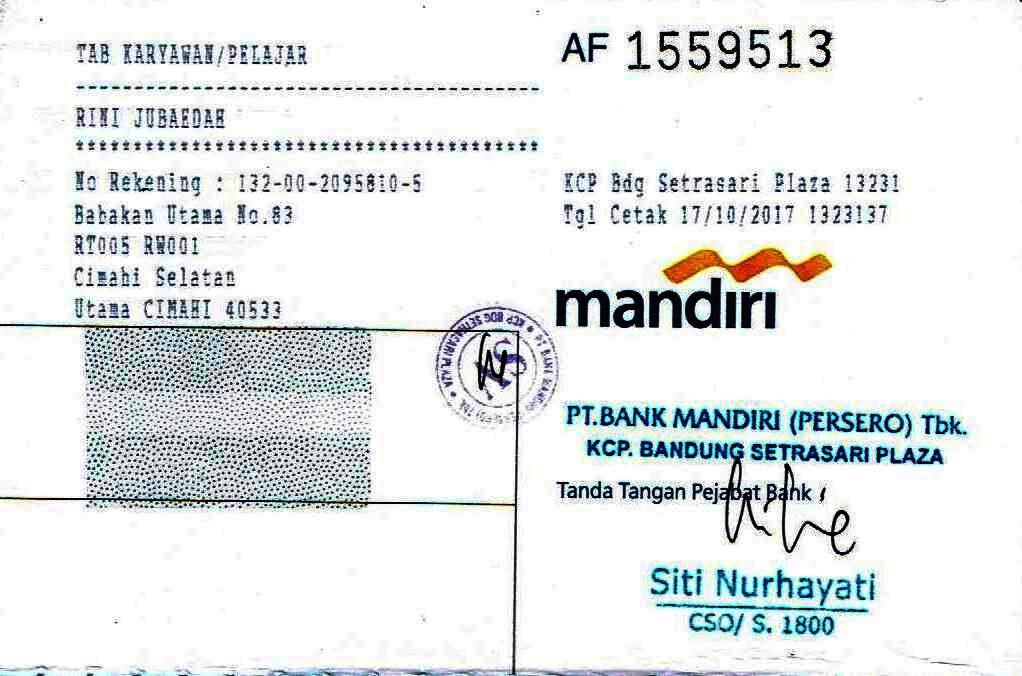 TAB KARYAWAN/PELAJAR
----------------------------------------
RINI JUBAEDAH
****************************************
No Rekening : 132-00-2095810-5
Babakan Utama No.83
RT005 RW001
Cimahi Selatan
Utama CIMAHI 40533
AF 1559513
KCP Bdg Setrasari Plaza 13231
Tgl Cetak 17/10/2017 1323137
mandiri
KCP BDG SETRASARI PLAZA
PT.BANK MANDIRI (PERSERO) Tbk.
KCP. BANDUNG SETRASARI PLAZA
Tanda Tangan Pejabat Bank
Siti Nurhayati
CSO/ S. 1800